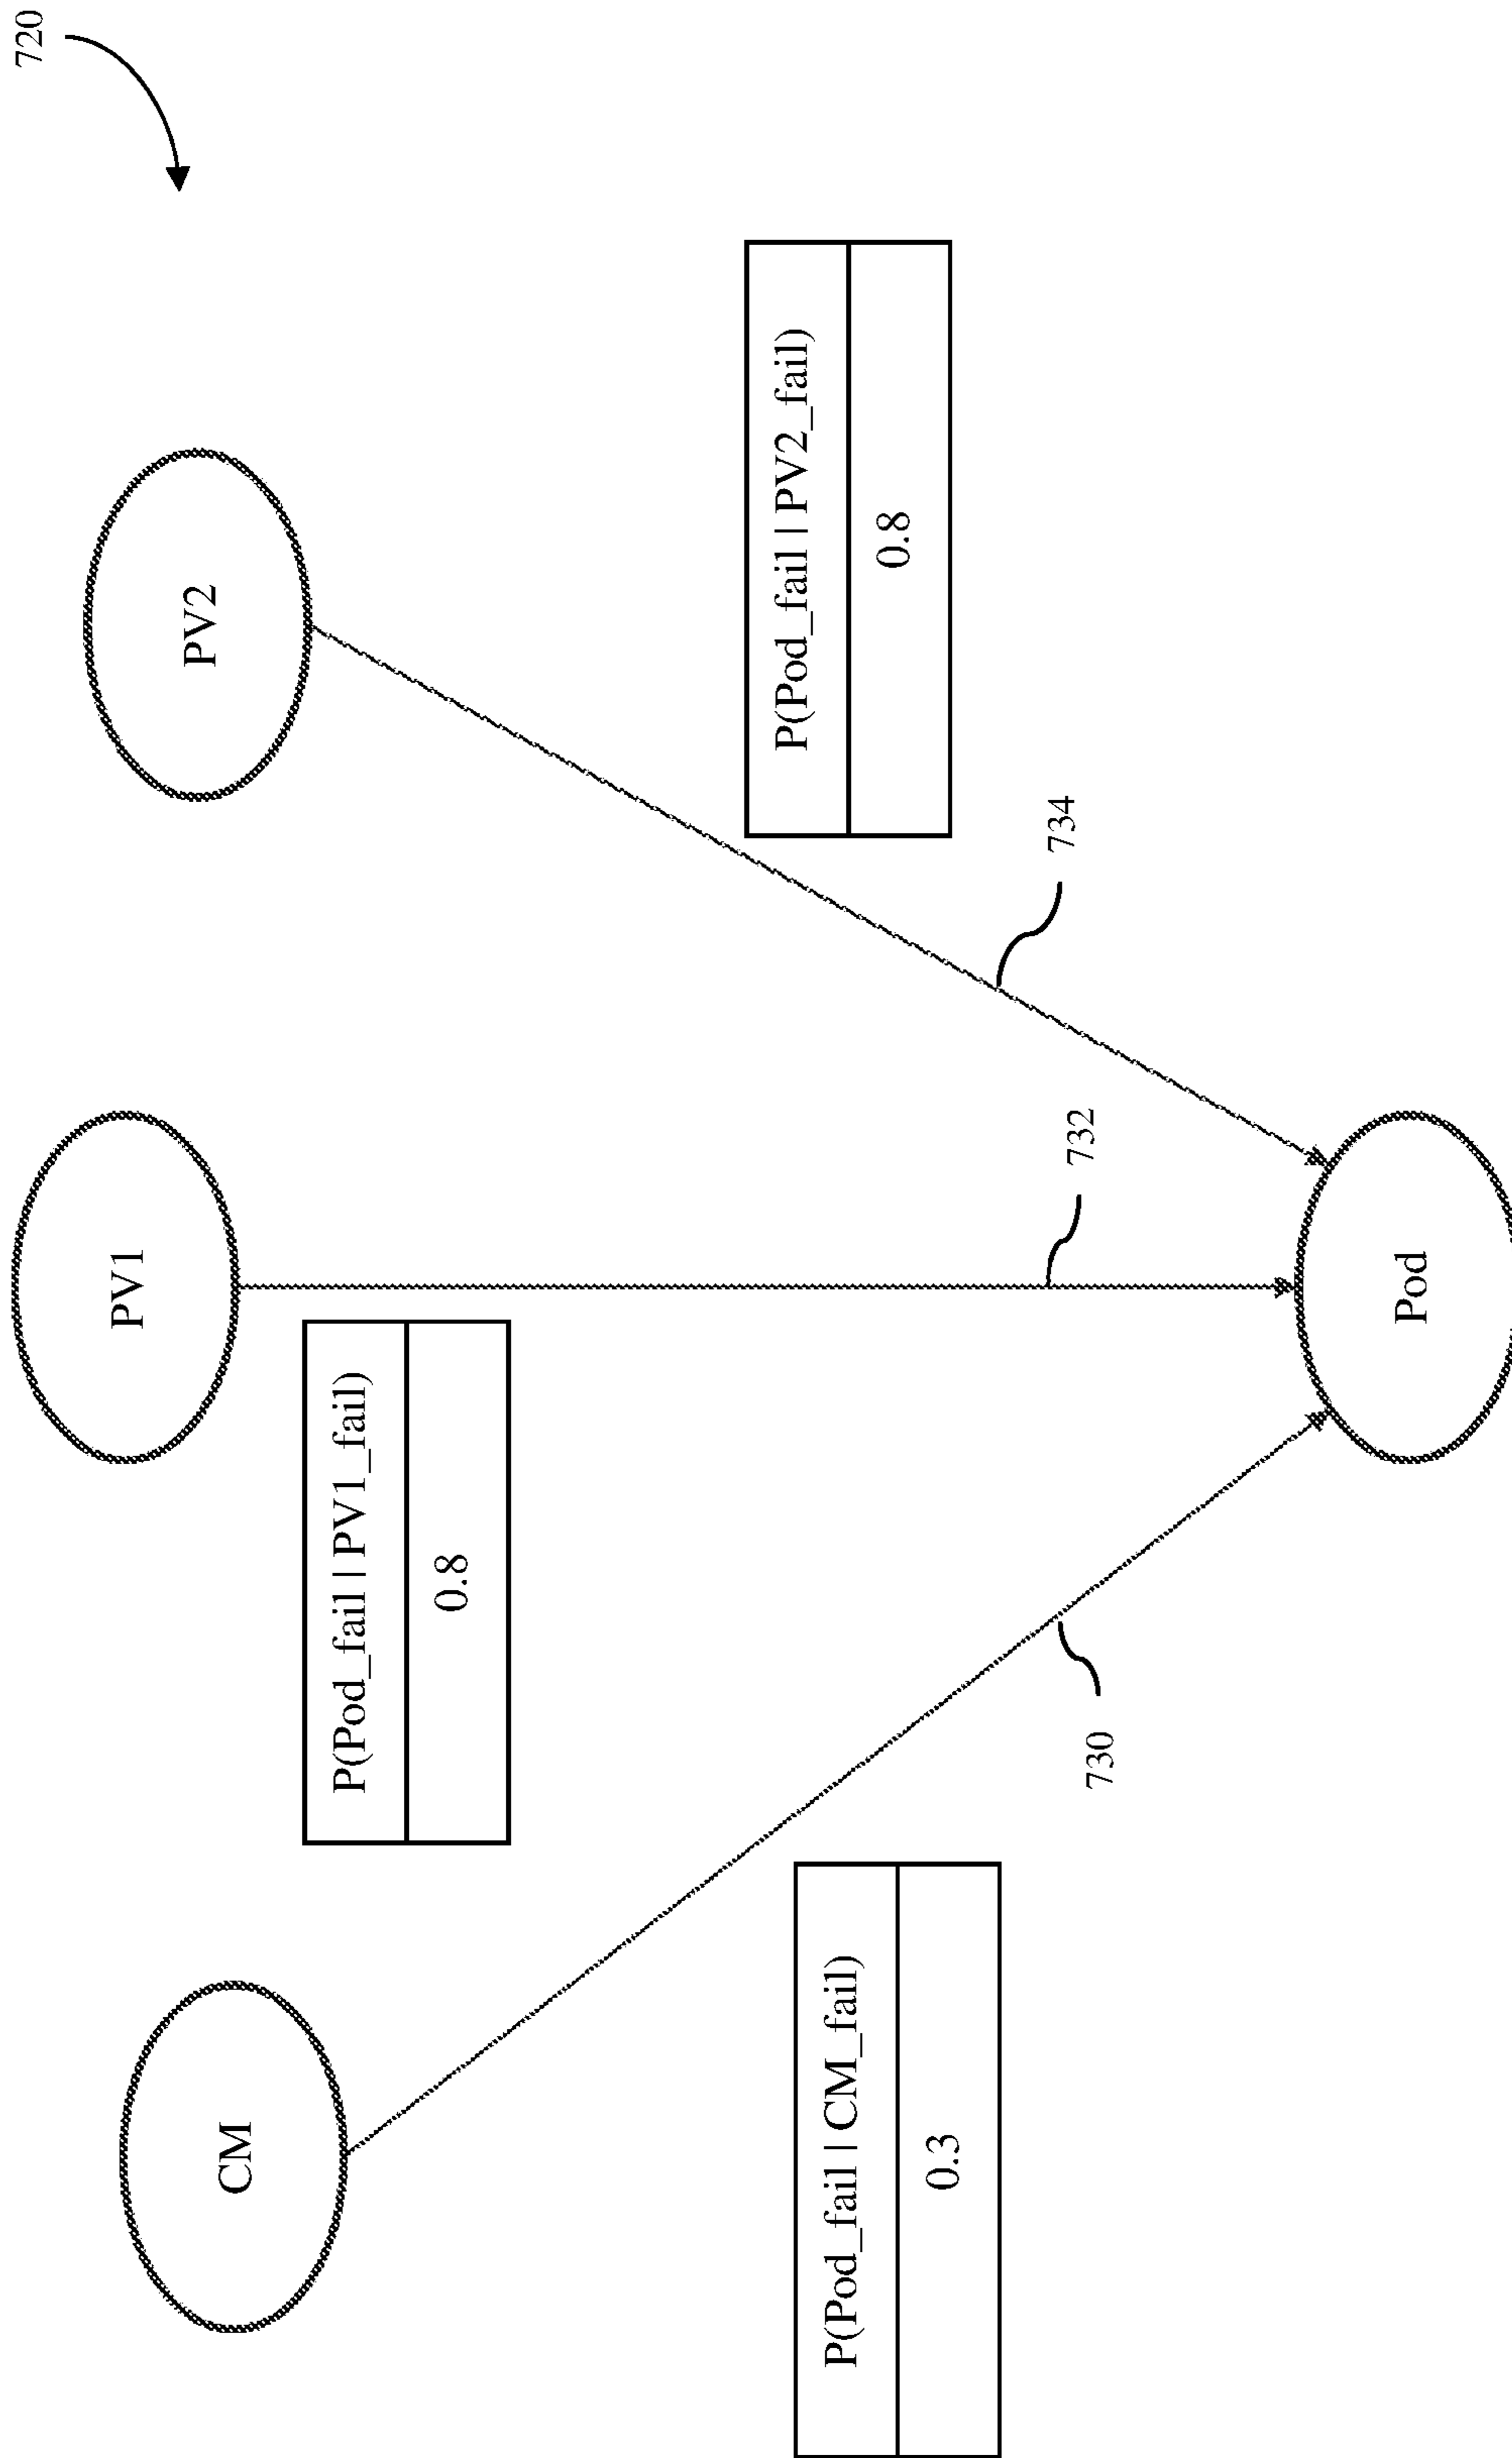 720
PV1
PV2
CM
P(Pod_fail | PV1_fail)
0.8
P(Pod_fail | PV2_fail)
0.8
P(Pod_fail | CM_fail)
0.3
734
732
730
Pod